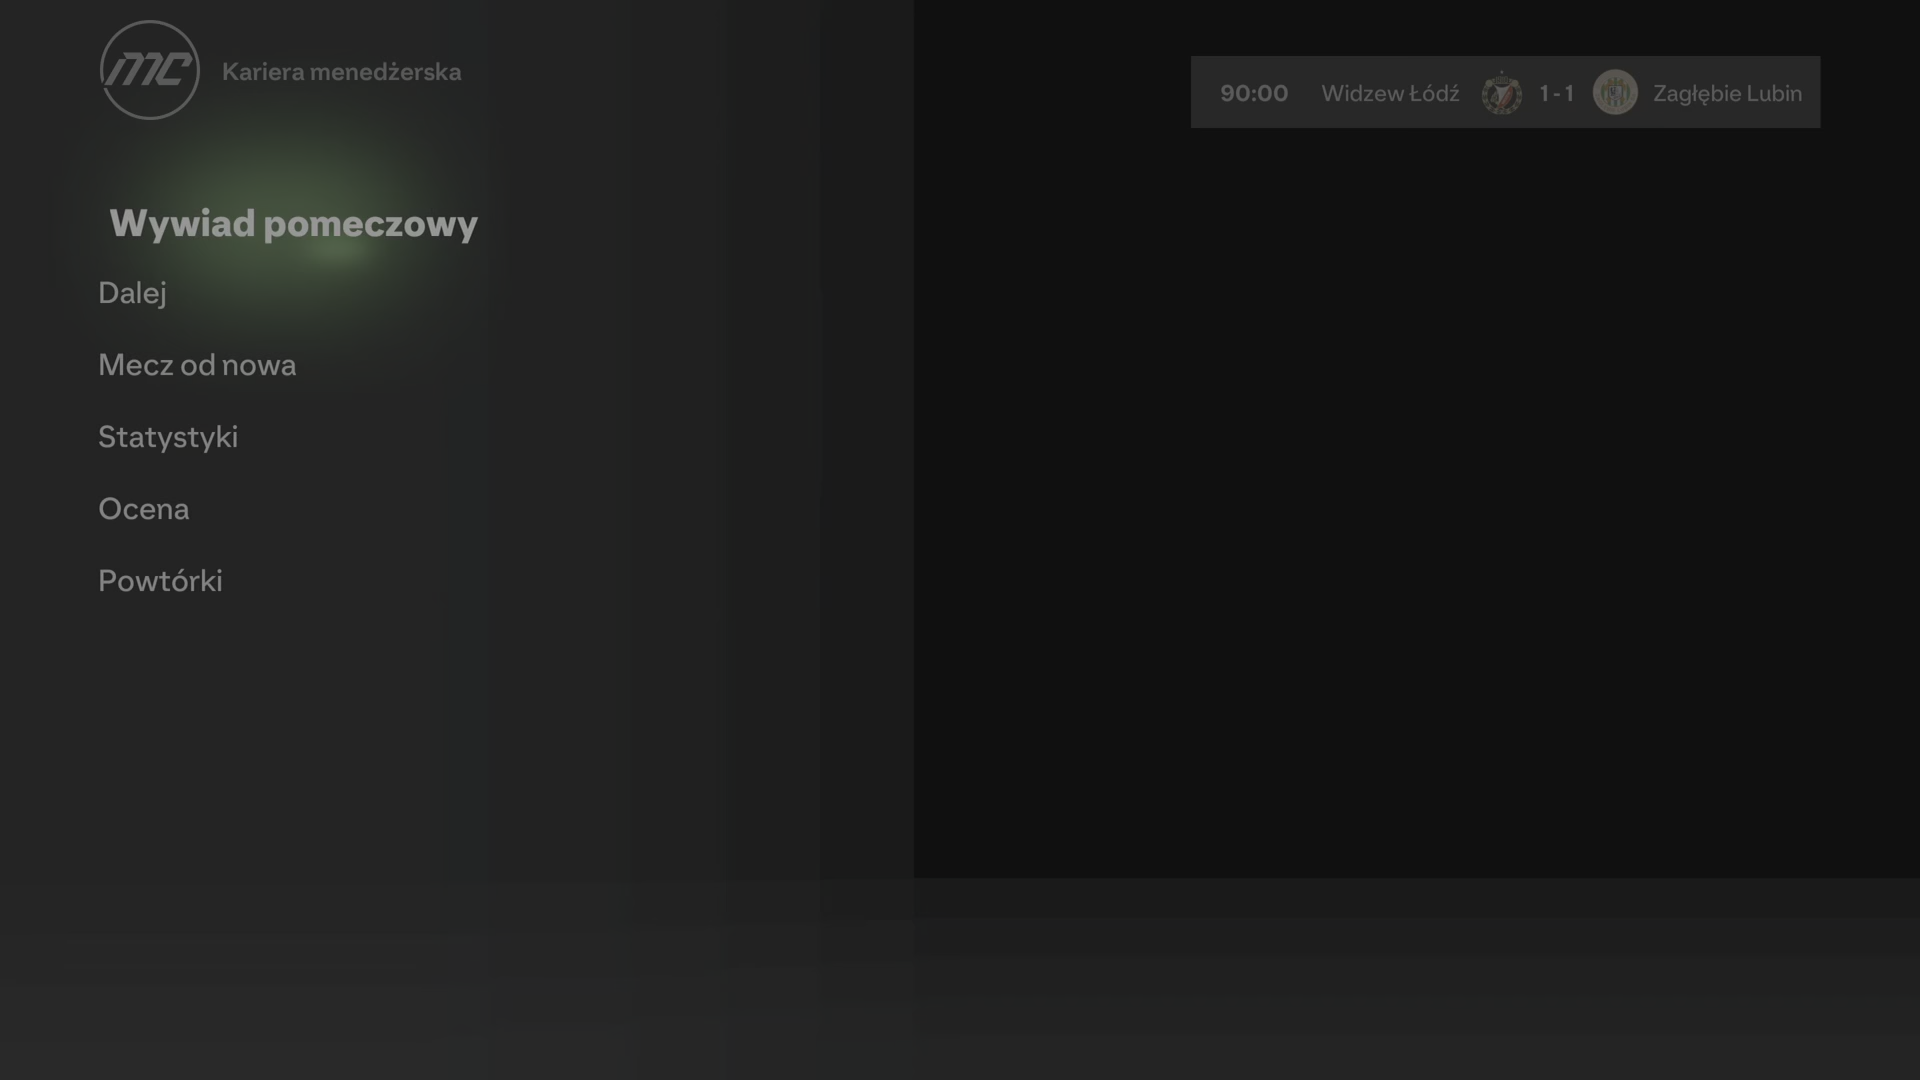 MC Kariera menedżerska
90:00 Widzew Łódź 1 - 1 Zagłębie Lubin
Wywiad pomeczowy
Dalej
Mecz od nowa
Statystyki
Ocena
Powtórki